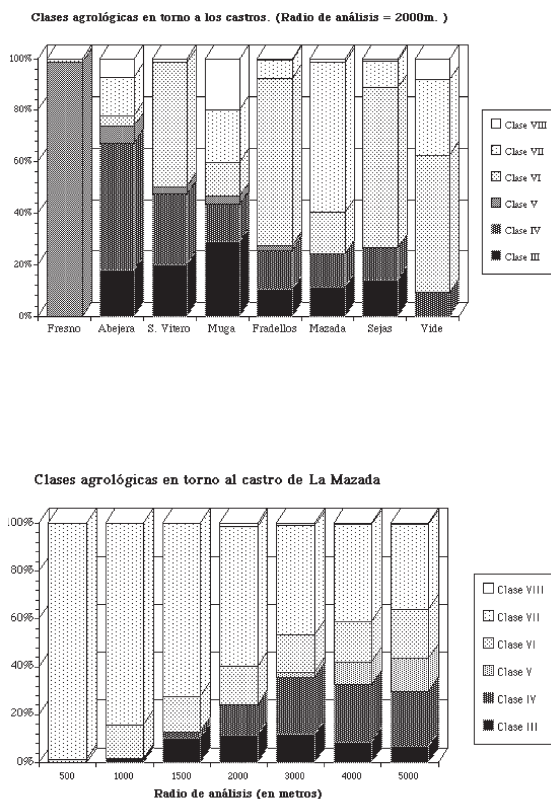 Clases agrológicas en torno a los castros. (Radio de análisis = 2000m. )
100%
80%
60%
40%
20%
0%
Fresno Abejera S. Vitero Muga Fradellos Mazada Sejas Vide
Clase VIII
Clase VII
Clase VI
Clase V
Clase IV
Clase III
Clases agrológicas en torno al castro de La Mazada
100%
80%
60%
40%
20%
0%
500 1000 1500 2000 3000 4000 5000
Radio de análisis (en metros)
Clase VIII
Clase VII
Clase VI
Clase V
Clase IV
Clase III